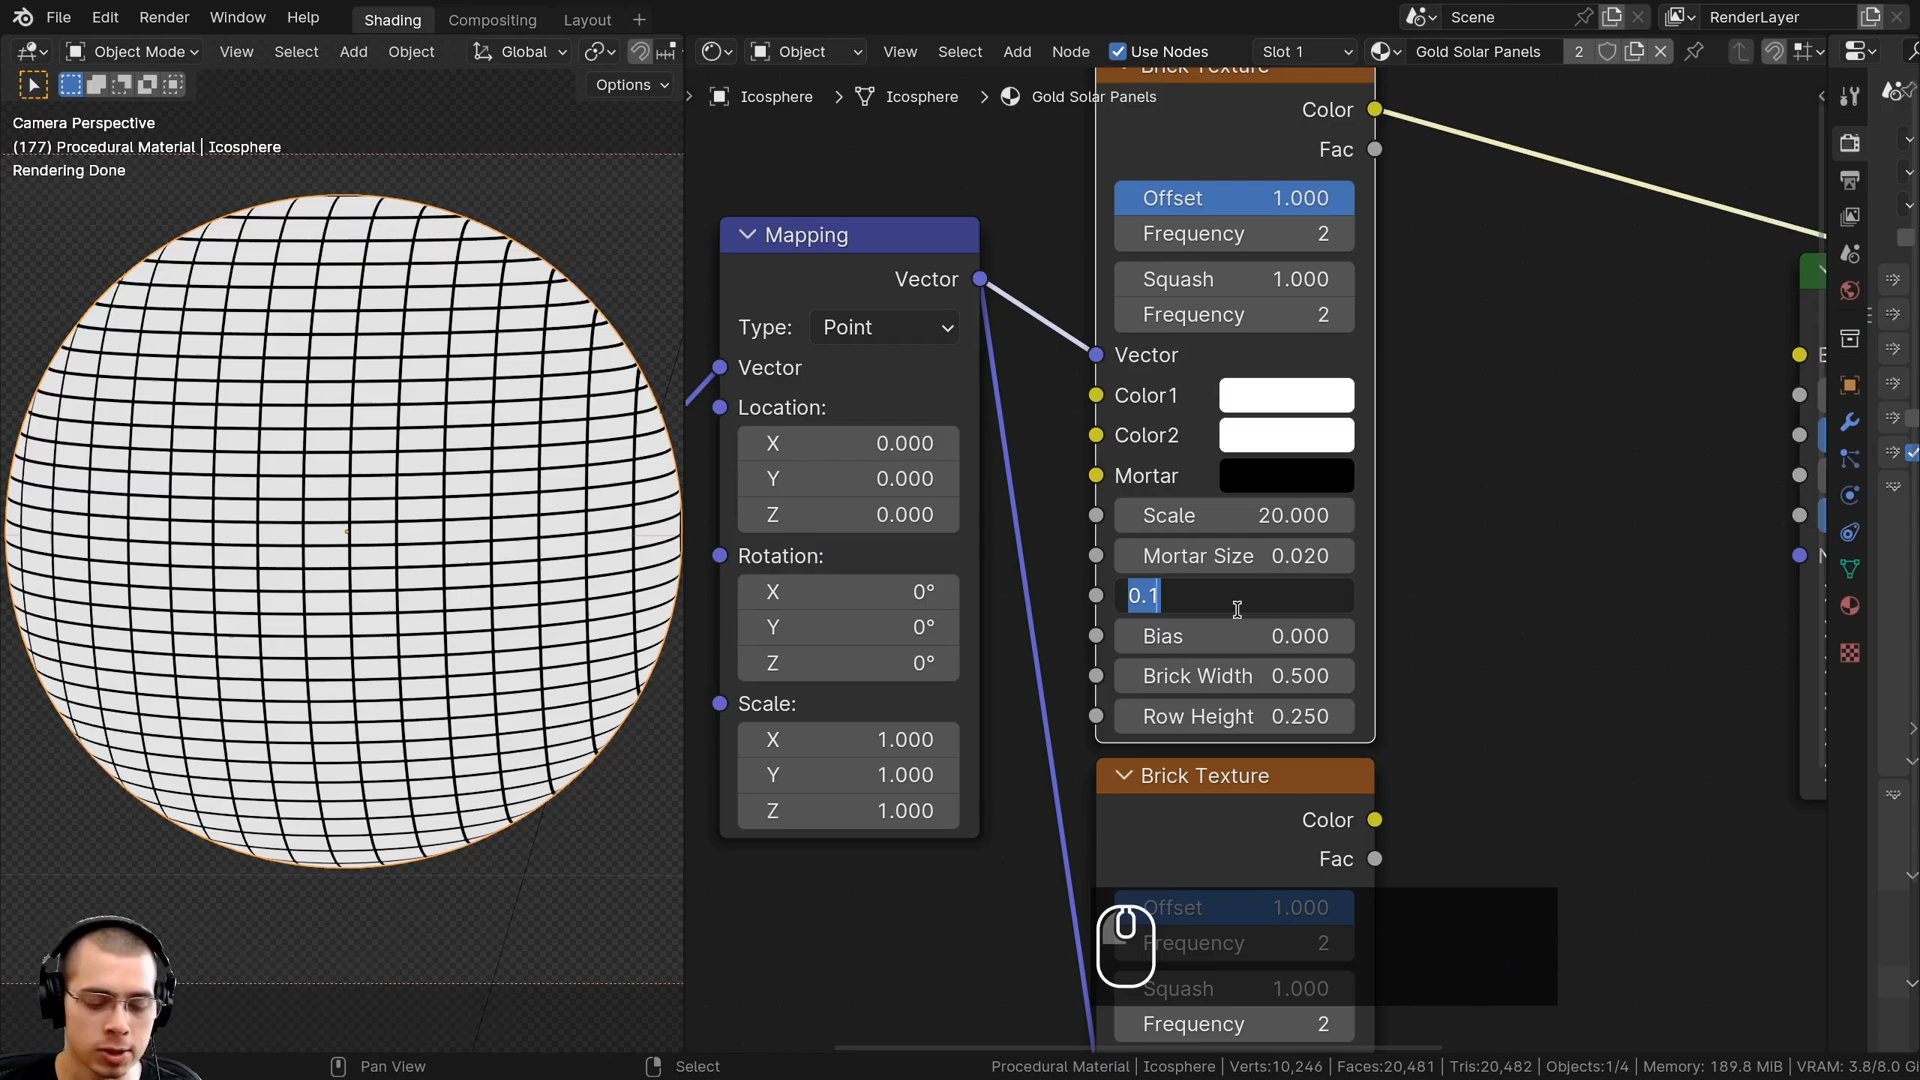 File Edit Render Window Help Shading Compositing Layout + Scene RenderLayer
Object Mode View Select Add Object Global Object View Select Add Node Use Nodes Slot 1 Gold Solar Panels 2
Options Icosphere Icosphere Gold Solar Panels
Camera Perspective
(177) Procedural Material | Icosphere
Rendering Done
Mapping
Vector
Type: Point
Vector
Location:
X 0.000
Y 0.000
Z 0.000
Rotation:
X 0°
Y 0°
Z 0°
Scale:
X 1.000
Y 1.000
Z 1.000
Brick Texture
Color
Fac
Offset 1.000
Frequency 2
Squash 1.000
Frequency 2
Vector
Color1
Color2
Mortar
Scale 20.000
Mortar Size 0.020
0.1
Bias 0.000
Brick Width 0.500
Row Height 0.250
Brick Texture
Color
Fac
Offset 1.000
Frequency 2
Squash 1.000
Frequency 2
Pan View Select Procedural Material | Icosphere | Verts:10,246 | Faces:20,481 | Tris:20,482 | Objects:1/4 | Memory: 189.8 MiB | VRAM: 3.8/8.0 G